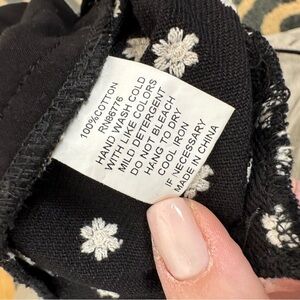 100%COTTON
RN86776
HAND WASH COLD
WITH LIKE COLORS
MILD DETERGENT
DO NOT BLEACH
HANG TO DRY
COOL IRON
IF NECESSARY
MADE IN CHINA